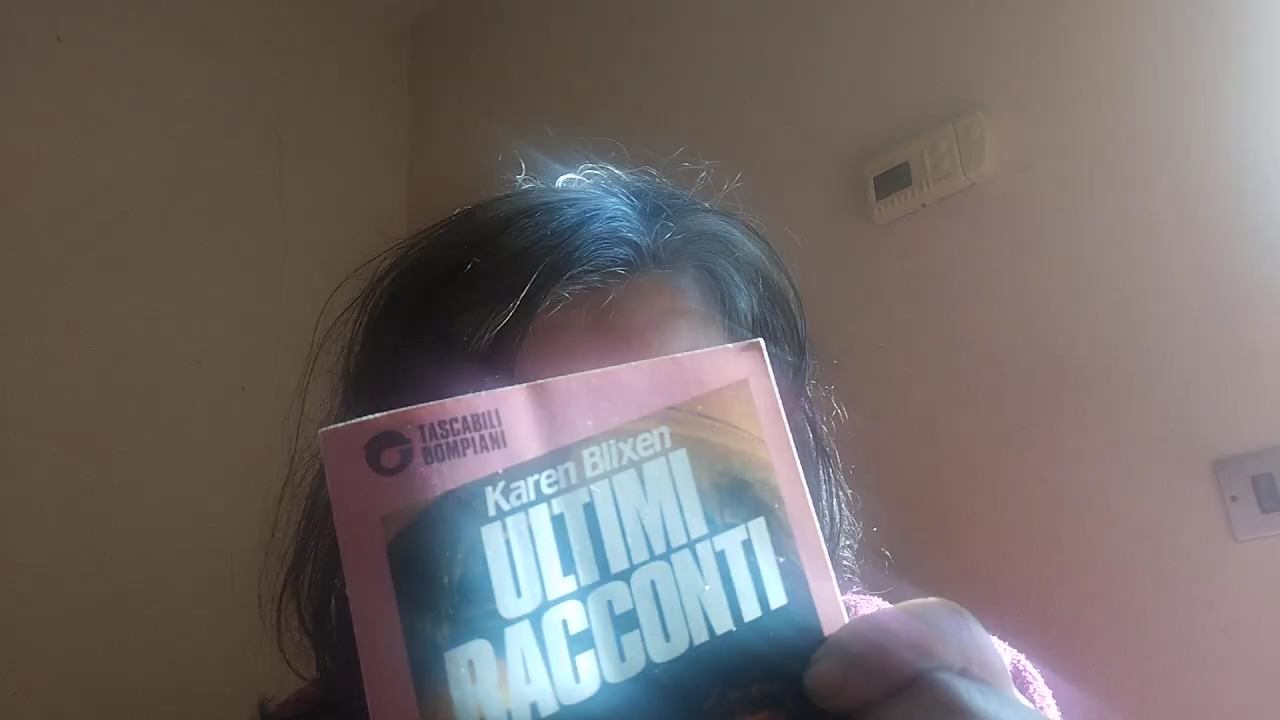 TASCABILI
BOMPIANI
Karen Blixen
ULTIMI
RACCONTI